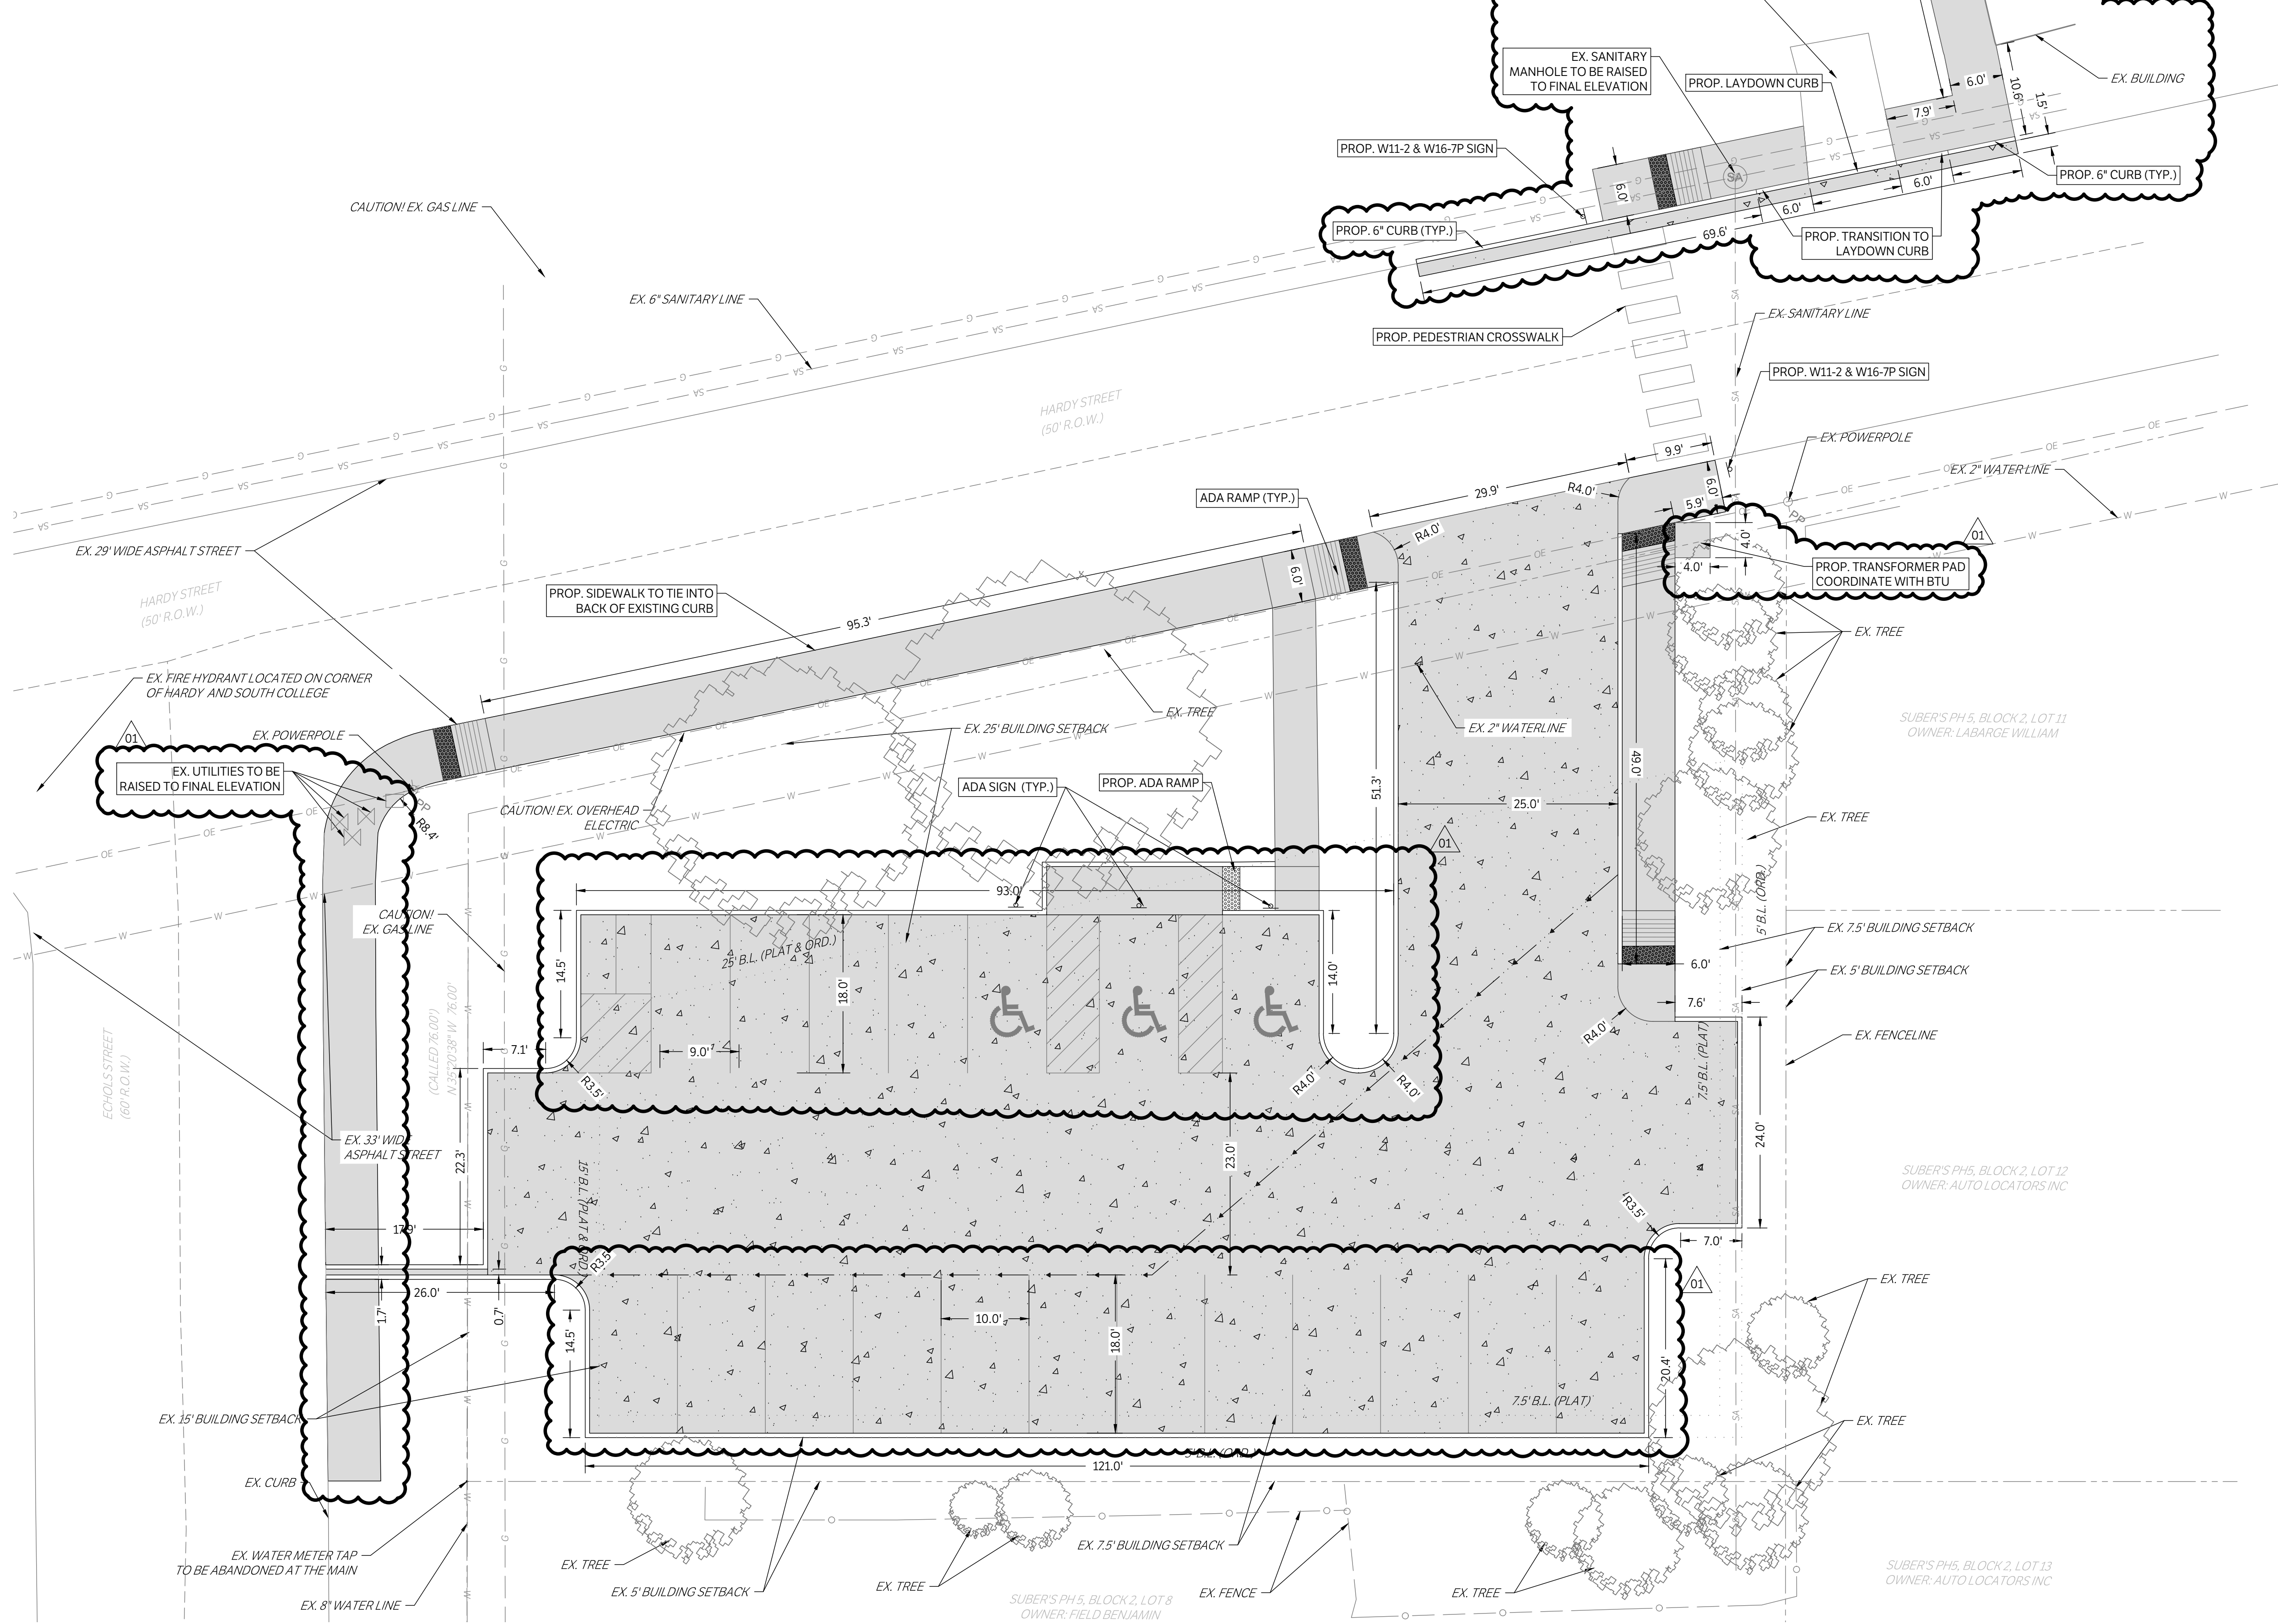 EX. SANITARY
MANHOLE TO BE RAISED
TO FINAL ELEVATION
PROP. LAYDOWN CURB
EX. BUILDING
6.0'
10.6'
1.5'
7.9'
PROP. W11-2 & W16-7P SIGN
SA
6.0'
PROP. 6" CURB (TYP.)
6.0'
6.0'
PROP. 6" CURB (TYP.)
69.6'
PROP. TRANSITION TO
LAYDOWN CURB
CAUTION! EX. GAS LINE
EX. 6" SANITARY LINE
EX. SANITARY LINE
PROP. PEDESTRIAN CROSSWALK
PROP. W11-2 & W16-7P SIGN
HARDY STREET
(50' R.O.W.)
EX. POWERPOLE
9.9'
EX. 2" WATER LINE
ADA RAMP (TYP.)
29.9'
R4.0'
6.0'
5.9'
PP
01
R4.0'
4.0'
4.0'
PROP. TRANSFORMER PAD
COORDINATE WITH BTU
EX. 29' WIDE ASPHALT STREET
HARDY STREET
(50' R.O.W.)
PROP. SIDEWALK TO TIE INTO
BACK OF EXISTING CURB
95.3'
6.0'
EX. TREE
EX. FIRE HYDRANT LOCATED ON CORNER
OF HARDY AND SOUTH COLLEGE
EX. TREE
EX. 25' BUILDING SETBACK
EX. 2" WATERLINE
SUBER'S PH 5, BLOCK 2, LOT 11
OWNER: LABARGE WILLIAM
01
EX. POWERPOLE
EX. UTILITIES TO BE
RAISED TO FINAL ELEVATION
PP
R8.4'
49.0'
51.3'
ADA SIGN (TYP.)
PROP. ADA RAMP
CAUTION! EX. OVERHEAD
ELECTRIC
25.0'
EX. TREE
01
93.0'
5' B.L. (ORD.)
CAUTION!
EX. GAS LINE
EX. 7.5' BUILDING SETBACK
25' B.L. (PLAT & ORD.)
14.5'
18.0'
14.0'
6.0'
EX. 5' BUILDING SETBACK
7.6'
(CALLED 76.00')
N 35°20'98" W 76.00'
ECHOLS STREET
(60' R.O.W.)
R4.0'
EX. FENCELINE
7.1'
9.0'
R3.5'
R4.0'
R4.0'
7.5' B.L. (PLAT)
EX. 33' WIDE
ASPHALT STREET
22.3'
23.0'
24.0'
15' B.L. (PLAT & ORD.)
SUBER'S PH5, BLOCK 2, LOT 12
OWNER: AUTO LOCATORS INC
17.9'
R3.5'
7.0'
R3.5'
26.0'
1.7'
0.7'
01
EX. TREE
10.0'
14.5'
18.0'
20.4'
7.5' B.L. (PLAT)
EX. 15' BUILDING SETBACK
EX. TREE
5' B.L. (ORD.)
121.0'
EX. CURB
EX. WATER METER TAP
TO BE ABANDONED AT THE MAIN
EX. TREE
EX. 7.5' BUILDING SETBACK
EX. 5' BUILDING SETBACK
EX. TREE
EX. FENCE
EX. TREE
SUBER'S PH5, BLOCK 2, LOT 13
OWNER: AUTO LOCATORS INC
EX. 8" WATER LINE
SUBER'S PH 5, BLOCK 2, LOT 8
OWNER: FIELD BENJAMIN